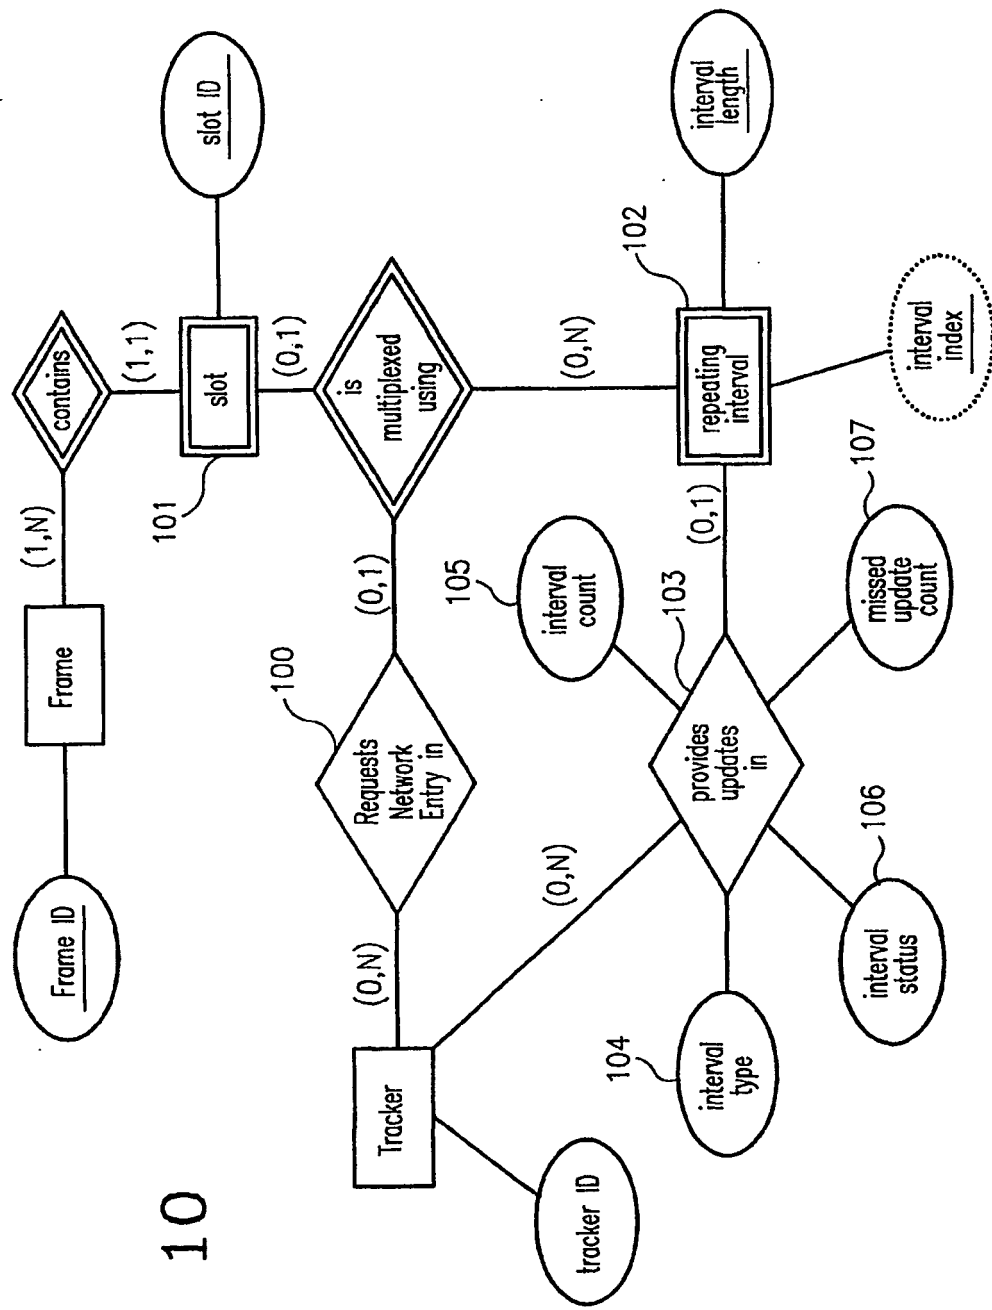 (1,N)
Frame ID
Frame
contains
(1,1)
10
101
slot
slot ID
100
(0,1)
(0,N)
(0,1)
Tracker
Requests
Network
Entry in
is
multiplexed
using
105
(0,N)
(0,N)
tracker ID
interval
count
104
103
102
(0,1)
interval
type
provides
updates
in
repeating
interval
interval
length
106
107
interval
status
missed
update
count
interval
index